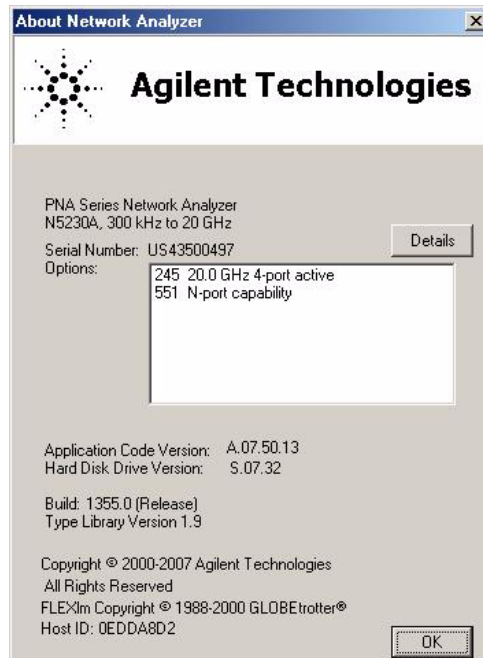 About Network Analyzer
Agilent Technologies
PNA Series Network Analyzer
N5230A, 300 kHz to 20 GHz
Serial Number: US43500497
Details
Options:
245 20.0 GHz 4-port active
551 N-port capability
Application Code Version: A.07.50.13
Hard Disk Drive Version: S.07.32
Build: 1355.0 (Release)
Type Library Version 1.9
Copyright © 2000-2007 Agilent Technologies
All Rights Reserved
FLEXlm Copyright © 1988-2000 GLOBEtrotter®
Host ID: 0EDDA8D2
OK